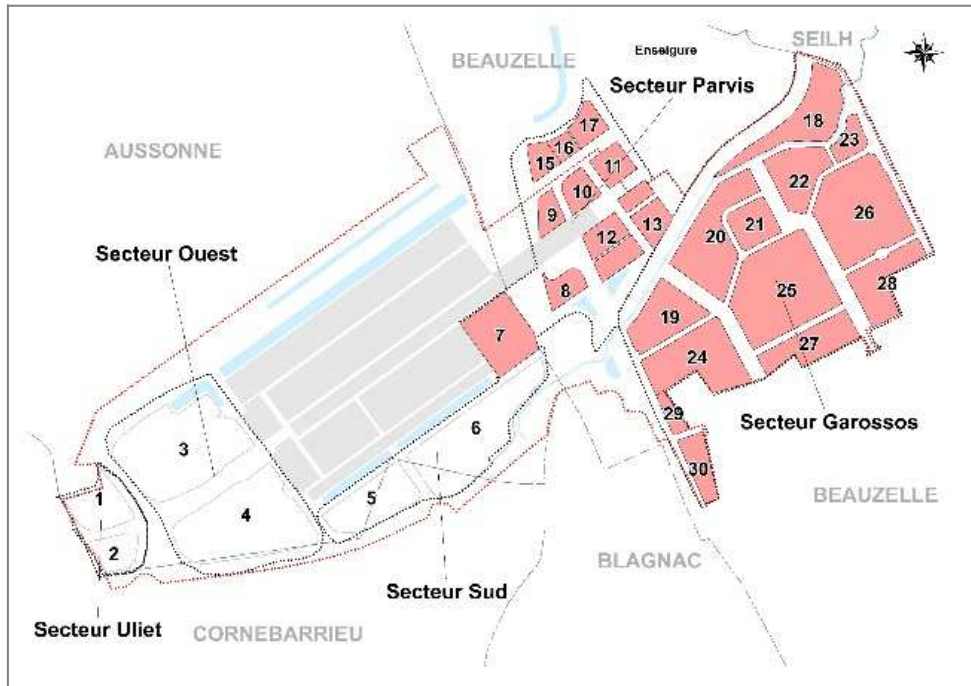 SEILH
Enselgure
BEAUZELLE
Secteur Parvis
17
18
16
23
15
11
AUSSONNE
22
10
26
9
13
21
20
12
Secteur Ouest
28
8
25
19
7
27
24
6
29
Secteur Garossos
3
30
5
BEAUZELLE
1
4
2
BLAGNAC
Secteur Sud
Secteur Uliet
CORNEBARRIEU